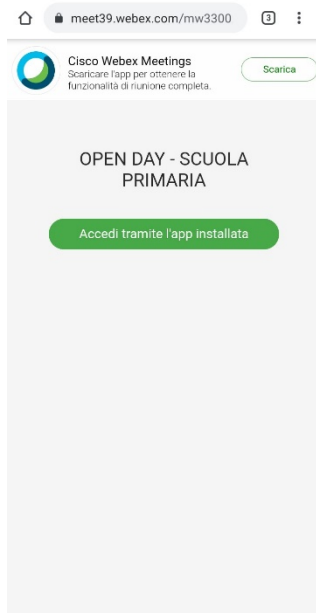 meet39.webex.com/mw3300
3
Cisco Webex Meetings
Scaricare l'app per ottenere la
funzionalità di riunione completa.
Scarica
OPEN DAY - SCUOLA
PRIMARIA
Accedi tramite l'app installata